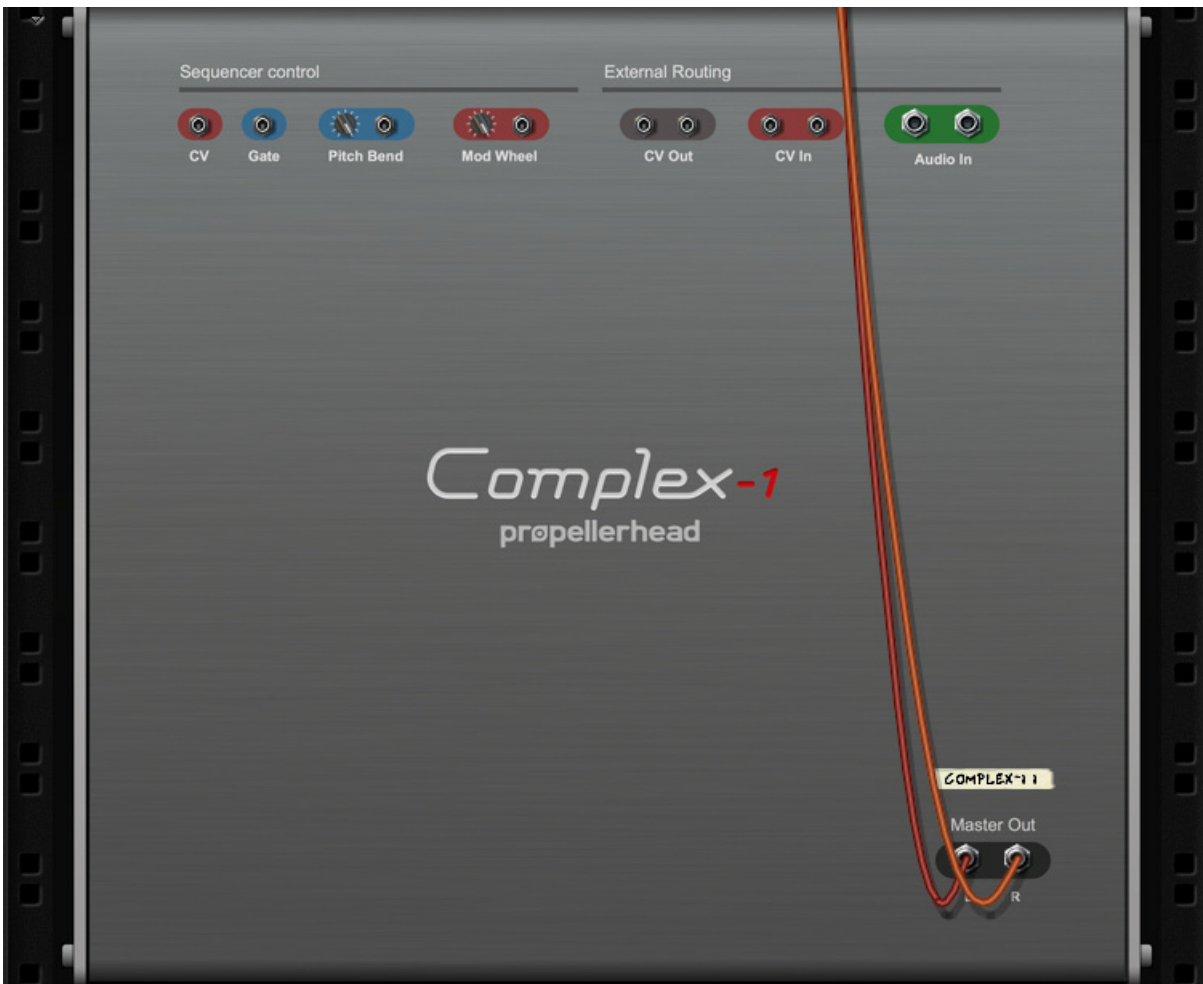 Sequencer control
External Routing
CV
Gate
Pitch Bend
Mod Wheel
CV Out
CV In
Audio In
Complex-1
propellerhead
COMPLEX-1 1
Master Out
R